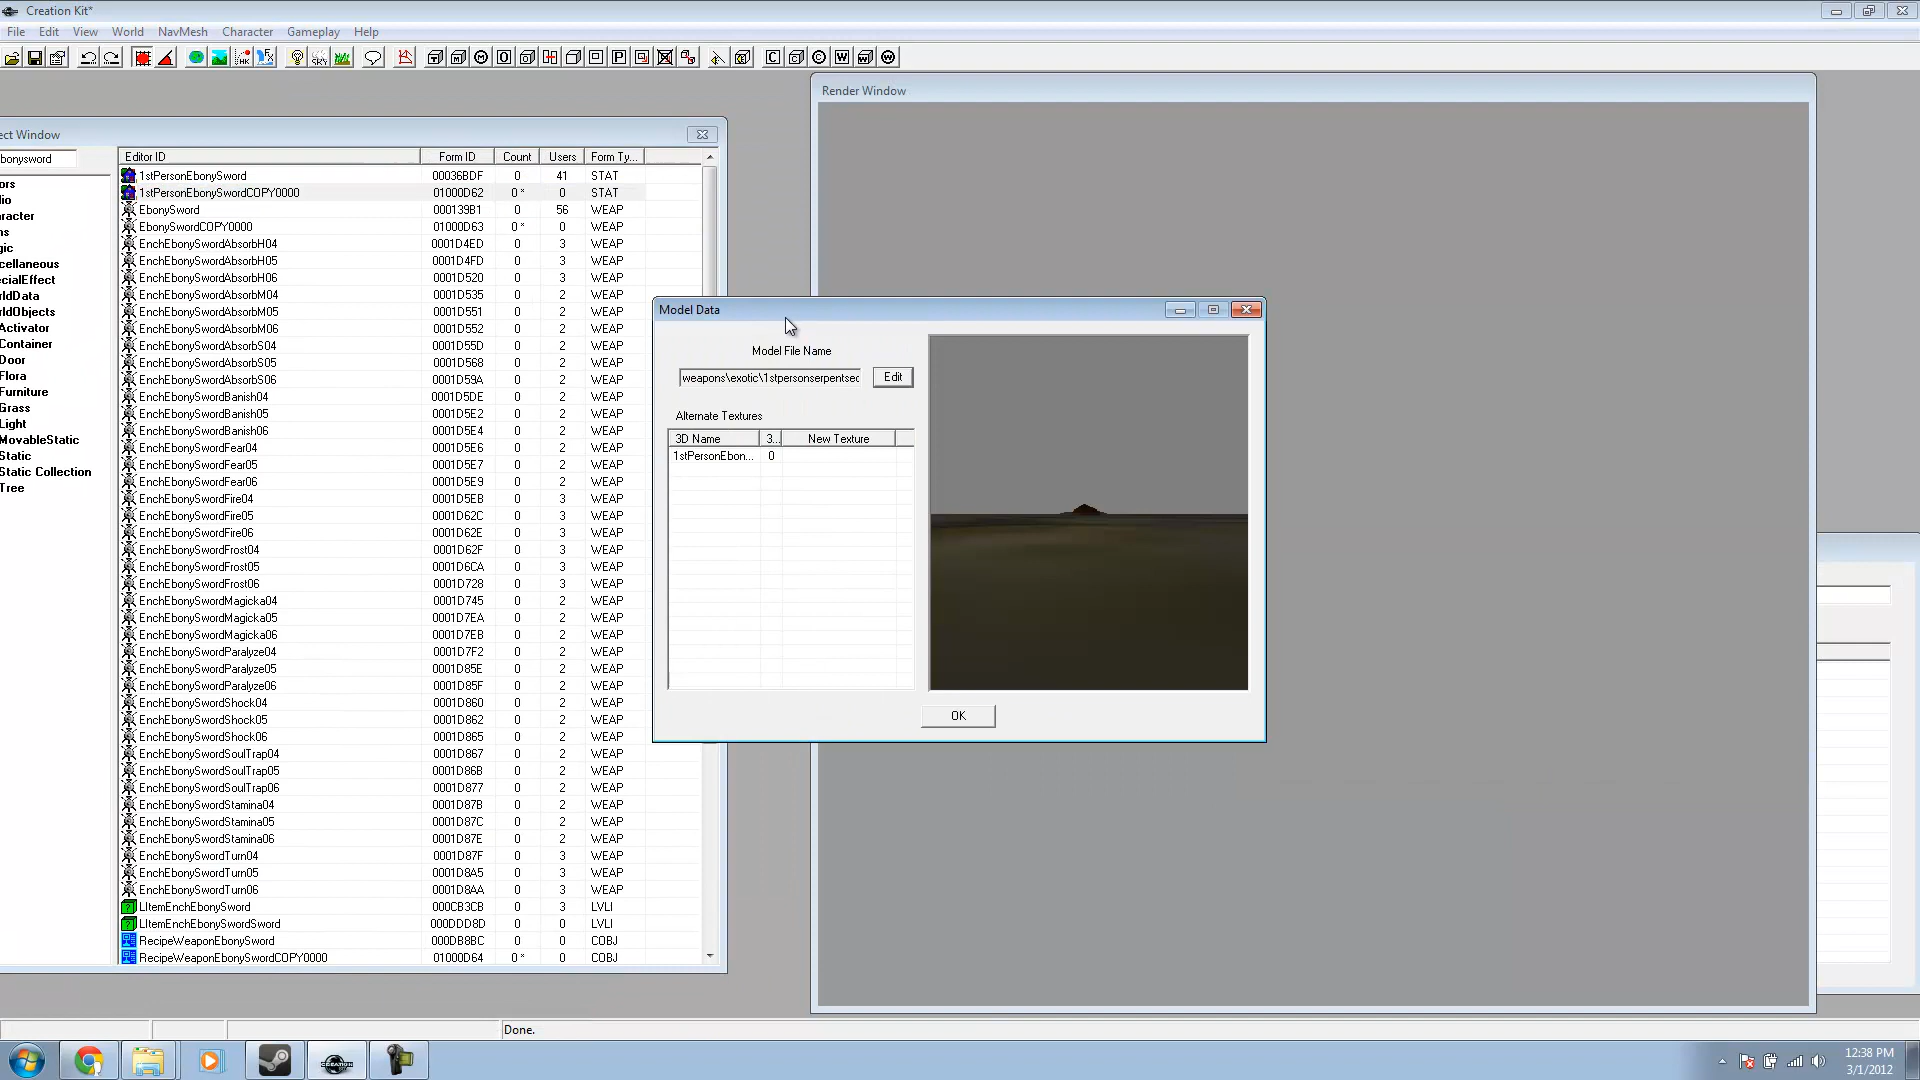 Creation Kit*
File Edit View World NavMesh Character Gameplay Help
Render Window
ect Window
bonysword
ors
io
aracter
ms
gic
cellaneous
ecialEffect
rldData
rldObjects
Activator
Container
Door
Flora
Furniture
Grass
Light
MovableStatic
Static
Static Collection
Tree
Editor ID Form ID Count Users Form Ty...
1stPersonEbonySword 00036BDF 0 41 STAT
1stPersonEbonySwordCOPY0000 01000D62 0 * 0 STAT
EbonySword 000139B1 0 56 WEAP
EbonySwordCOPY0000 01000D63 0 * 0 WEAP
EnchEbonySwordAbsorbH04 0001D4ED 0 3 WEAP
EnchEbonySwordAbsorbH05 0001D4FD 0 3 WEAP
EnchEbonySwordAbsorbH06 0001D520 0 3 WEAP
EnchEbonySwordAbsorbM04 0001D535 0 2 WEAP
EnchEbonySwordAbsorbM05 0001D551 0 2 WEAP
EnchEbonySwordAbsorbM06 0001D552 0 2 WEAP
EnchEbonySwordAbsorbS04 0001D55D 0 2 WEAP
EnchEbonySwordAbsorbS05 0001D568 0 2 WEAP
EnchEbonySwordAbsorbS06 0001D59A 0 2 WEAP
EnchEbonySwordBanish04 0001D5DE 0 2 WEAP
EnchEbonySwordBanish05 0001D5E2 0 2 WEAP
EnchEbonySwordBanish06 0001D5E4 0 2 WEAP
EnchEbonySwordFear04 0001D5E6 0 2 WEAP
EnchEbonySwordFear05 0001D5E7 0 2 WEAP
EnchEbonySwordFear06 0001D5E9 0 2 WEAP
EnchEbonySwordFire04 0001D5EB 0 3 WEAP
EnchEbonySwordFire05 0001D62C 0 3 WEAP
EnchEbonySwordFire06 0001D62E 0 3 WEAP
EnchEbonySwordFrost04 0001D62F 0 3 WEAP
EnchEbonySwordFrost05 0001D6CA 0 3 WEAP
EnchEbonySwordFrost06 0001D728 0 3 WEAP
EnchEbonySwordMagicka04 0001D745 0 2 WEAP
EnchEbonySwordMagicka05 0001D7EA 0 2 WEAP
EnchEbonySwordMagicka06 0001D7EB 0 2 WEAP
EnchEbonySwordParalyze04 0001D7F2 0 2 WEAP
EnchEbonySwordParalyze05 0001D85E 0 2 WEAP
EnchEbonySwordParalyze06 0001D85F 0 2 WEAP
EnchEbonySwordShock04 0001D860 0 2 WEAP
EnchEbonySwordShock05 0001D862 0 2 WEAP
EnchEbonySwordShock06 0001D865 0 2 WEAP
EnchEbonySwordSoulTrap04 0001D867 0 2 WEAP
EnchEbonySwordSoulTrap05 0001D86B 0 2 WEAP
EnchEbonySwordSoulTrap06 0001D877 0 2 WEAP
EnchEbonySwordStamina04 0001D87B 0 2 WEAP
EnchEbonySwordStamina05 0001D87C 0 2 WEAP
EnchEbonySwordStamina06 0001D87E 0 2 WEAP
EnchEbonySwordTurn04 0001D87F 0 3 WEAP
EnchEbonySwordTurn05 0001D8A5 0 3 WEAP
EnchEbonySwordTurn06 0001D8AA 0 3 WEAP
LItemEnchEbonySword 000CB3CB 0 3 LVLI
LItemEnchEbonySwordSword 000DDD8D 0 0 LVLI
RecipeWeaponEbonySword 000DB8BC 0 0 COBJ
RecipeWeaponEbonySwordCOPY0000 01000D64 0 * 0 COBJ
Model Data
Model File Name
weapons\exotic\1stpersonserpentsec Edit
Alternate Textures
3D Name 3... New Texture
1stPersonEbon... 0
OK
Done.
12:38 PM
3/1/2012